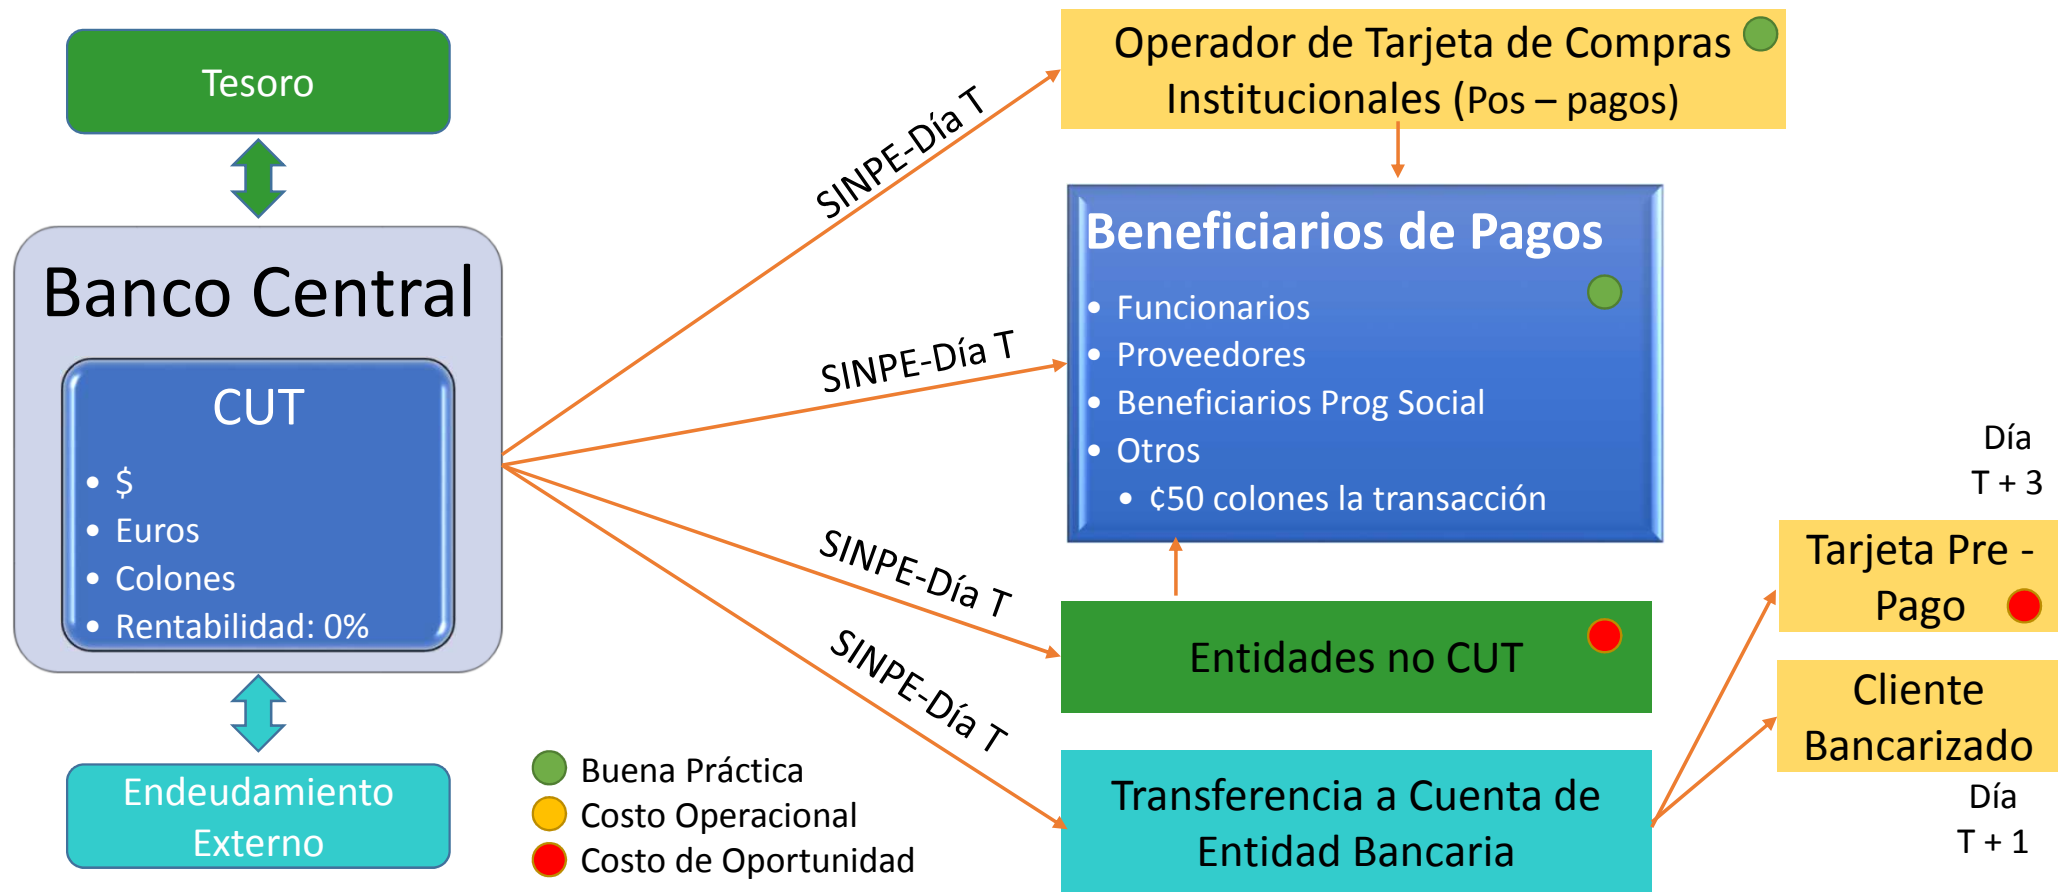 Tesoro
Banco Central
CUT
• $
• Euros
• Colones
• Rentabilidad: 0%
Endeudamiento
Externo
SINPE-Día T
SINPE-Día T
SINPE-Día T
SINPE-Día T
Buena Práctica
Costo Operacional
Costo de Oportunidad
Operador de Tarjeta de Compras
Institucionales (Pos – pagos)
Beneficiarios de Pagos
• Funcionarios
• Proveedores
• Beneficiarios Prog Social
• Otros
• ¢50 colones la transacción
Entidades no CUT
Transferencia a Cuenta de
Entidad Bancaria
Día
T + 3
Tarjeta Pre -
Pago
Cliente
Bancarizado
Día
T + 1